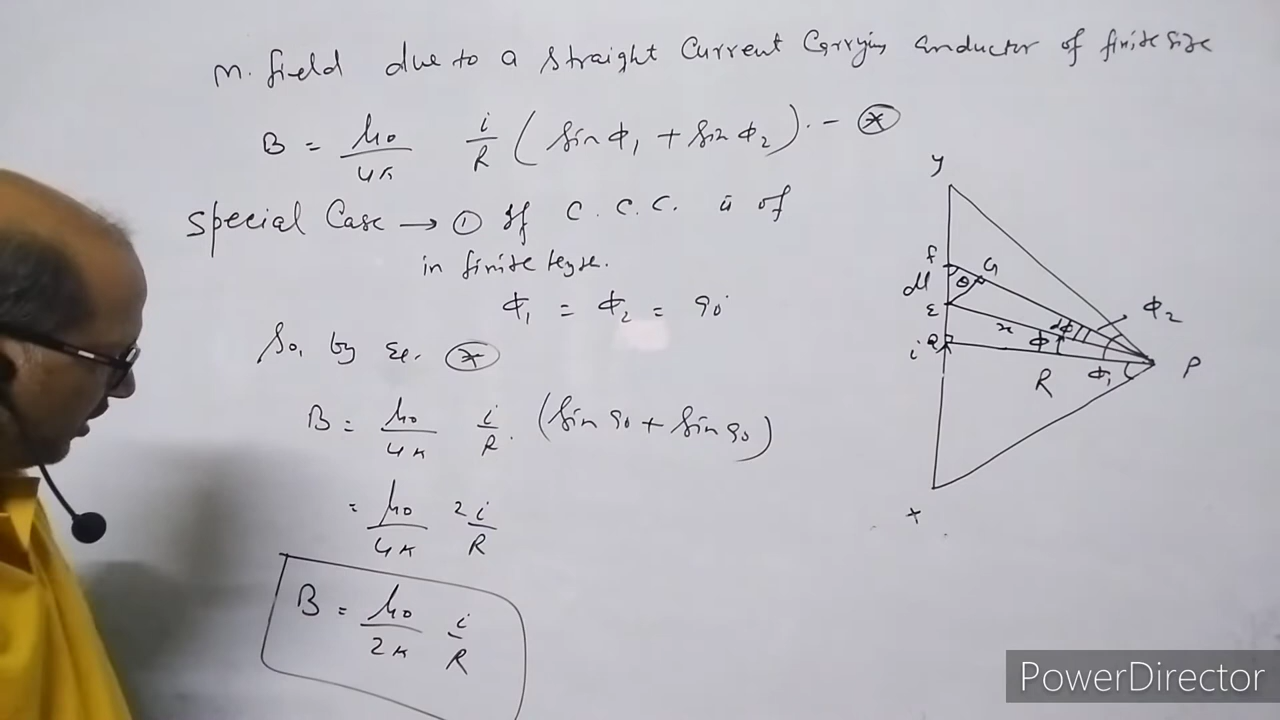 M. field due to a straight Current Carrying Conductor of finite size
B = μ0/4π i/R ( Sin Φ1 + Sin Φ2 ). - *
Special Case → ① If C. C. C. is of
in finite
Φ1 = Φ2 = 90°
So, by eq. *
B = μ0/4π i/R. (Sin 90 + Sin 90)
= μ0/4π 2i/R
B = μ0/2π i/R
y
f
G
dl
θ
E
x
dΦ
Φ2
i
Q
Φ
R
Φ1
P
x
PowerDirector